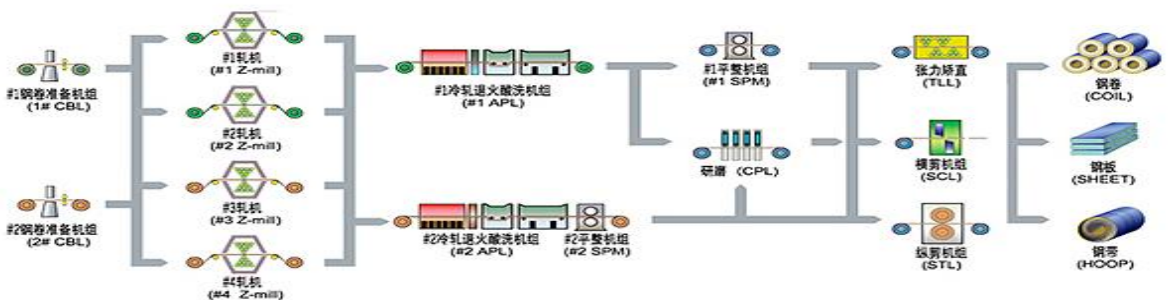 #1钢卷准备机组
(1# CBL)
#2钢卷准备机组
(2# CBL)
#1轧机
(#1 Z-mill)
#2轧机
(#2 Z-mill)
#3轧机
(#3 Z-mill)
#4轧机
(#4 Z-mill)
#1冷轧退火酸洗机组
(#1 APL)
#2冷轧退火酸洗机组
(#2 APL)
#2平整机组
(#2 SPM)
#1平整机组
(#1 SPM)
研磨 (CPL)
张力矫直
(TLL)
横剪机组
(SCL)
纵剪机组
(STL)
钢卷
(COIL)
钢板
(SHEET)
钢带
(HOOP)